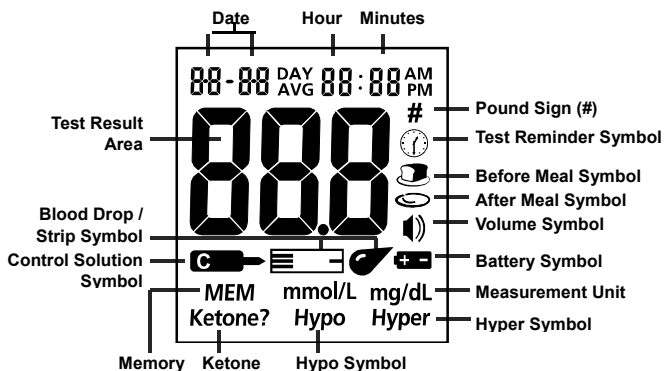 Date Hour Minutes
88-88 DAY AVG 88:88 AM PM
# Pound Sign (#)
Test Result
Area
888
Test Reminder Symbol
Before Meal Symbol
After Meal Symbol
Volume Symbol
Blood Drop /
Strip Symbol
Control Solution
Symbol
C
Battery Symbol
MEM mmol/L mg/dL Measurement Unit
Ketone? Hypo Hyper Hyper Symbol
Memory Ketone Hypo Symbol